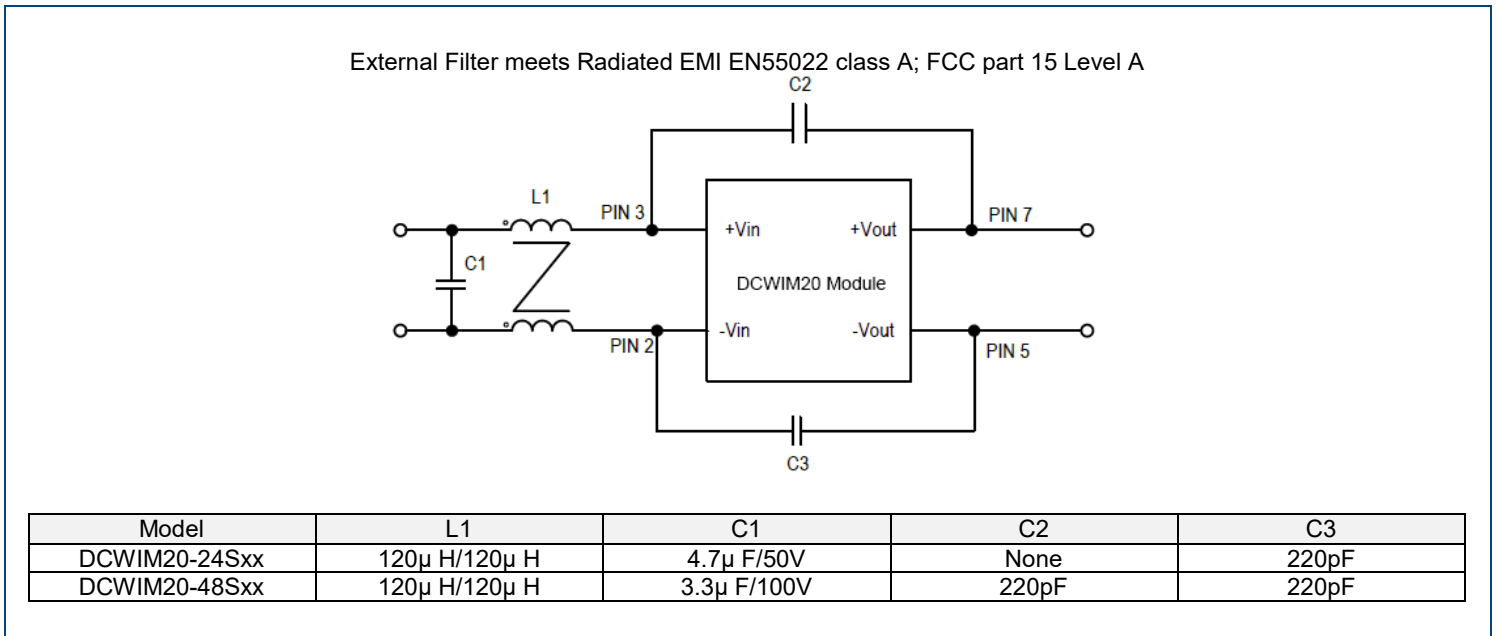 External Filter meets Radiated EMI EN55022 class A; FCC part 15 Level A
C2
L1
PIN 3
PIN 7
+Vin
+Vout
C1
DCWIM20 Module
-Vin
-Vout
PIN 2
PIN 5
C3
Model L1 C1 C2 C3
DCWIM20-24Sxx 120µ H/120µ H 4.7µ F/50V None 220pF
DCWIM20-48Sxx 120µ H/120µ H 3.3µ F/100V 220pF 220pF